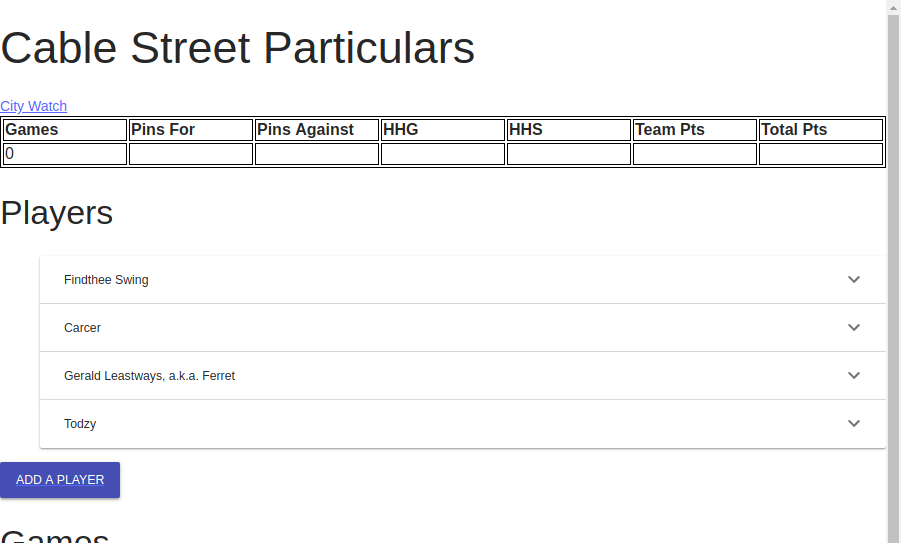 Cable Street Particulars
City Watch
Games Pins For Pins Against HHG HHS Team Pts Total Pts
0
Players
Findthee Swing
Carcer
Gerald Leastways, a.k.a. Ferret
Todzy
ADD A PLAYER
Games